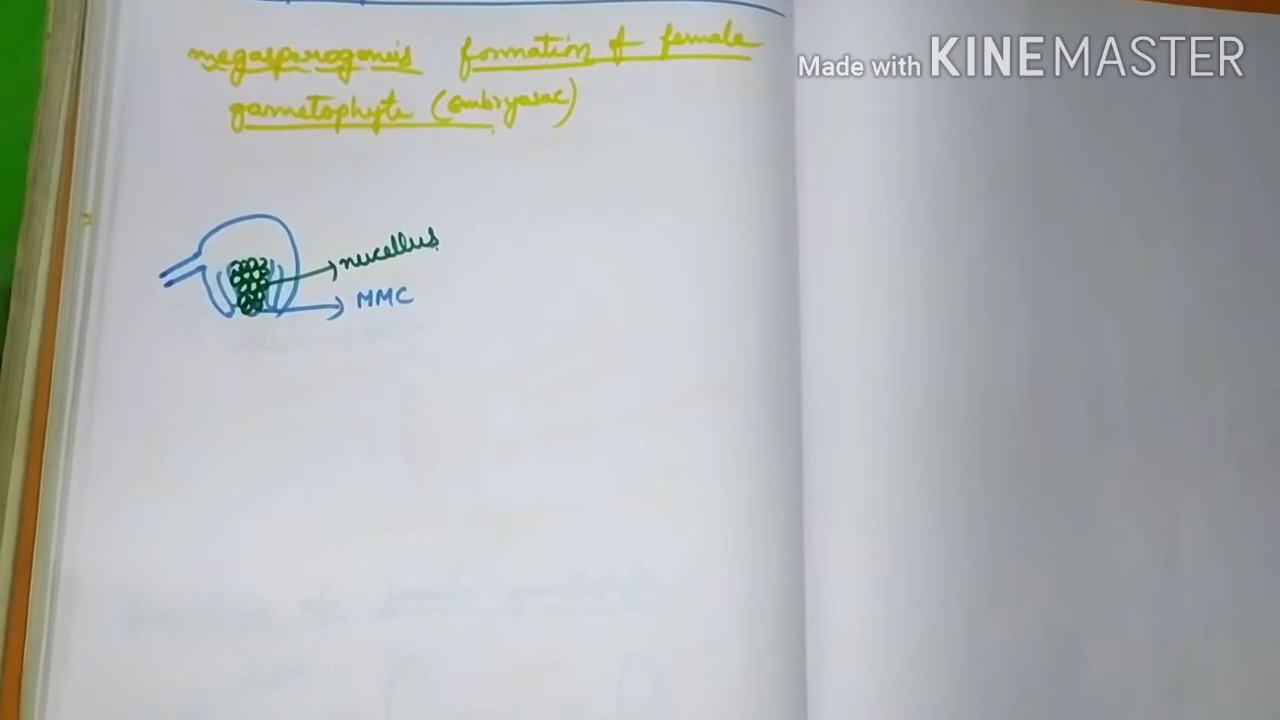 megasporogenesis formation of female
gametophyte (embryosac)
Made with KINEMASTER
nucellus
MMC